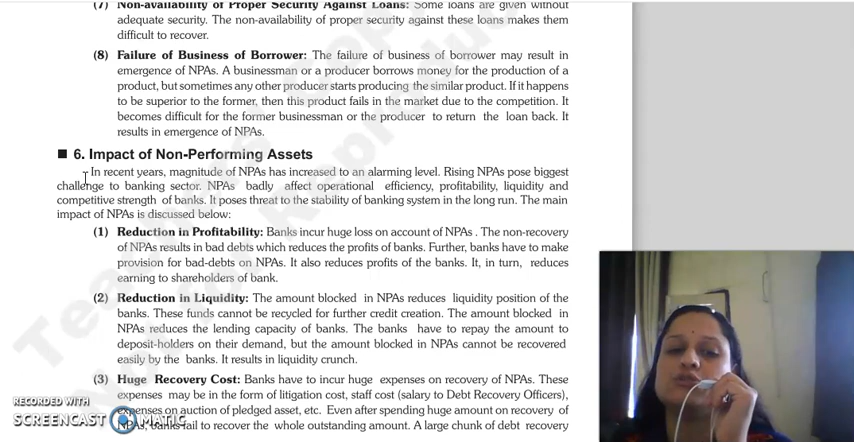 (7) Non-availability of Proper Security Against Loans: Some loans are given without
adequate security. The non-availability of proper security against these loans makes them
difficult to recover.
(8) Failure of Business of Borrower: The failure of business of borrower may result in
emergence of NPAs. A businessman or a producer borrows money for the production of a
product, but sometimes any other producer starts producing the similar product. If it happens
to be superior to the former, then this product fails in the market due to the competition. It
becomes difficult for the former businessman or the producer to return the loan back. It
results in emergence of NPAs.
■ 6. Impact of Non-Performing Assets
In recent years, magnitude of NPAs has increased to an alarming level. Rising NPAs pose biggest
challenge to banking sector. NPAs badly affect operational efficiency, profitability, liquidity and
competitive strength of banks. It poses threat to the stability of banking system in the long run. The main
impact of NPAs is discussed below:
(1) Reduction in Profitability: Banks incur huge loss on account of NPAs . The non-recovery
of NPAs results in bad debts which reduces the profits of banks. Further, banks have to make
provision for bad-debts on NPAs. It also reduces profits of the banks. It, in turn, reduces
earning to shareholders of bank.
(2) Reduction in Liquidity: The amount blocked in NPAs reduces liquidity position of the
banks. These funds cannot be recycled for further credit creation. The amount blocked in
NPAs reduces the lending capacity of banks. The banks have to repay the amount to
deposit-holders on their demand, but the amount blocked in NPAs cannot be recovered
easily by the banks. It results in liquidity crunch.
(3) Huge Recovery Cost: Banks have to incur huge expenses on recovery of NPAs. These
expenses may be in the form of litigation cost, staff cost (salary to Debt Recovery Officers),
expenses on auction of pledged asset, etc. Even after spending huge amount on recovery of
NPAs, banks fail to recover the whole outstanding amount. A large chunk of debt recovery
RECORDED WITH
SCREENCAST MATIC